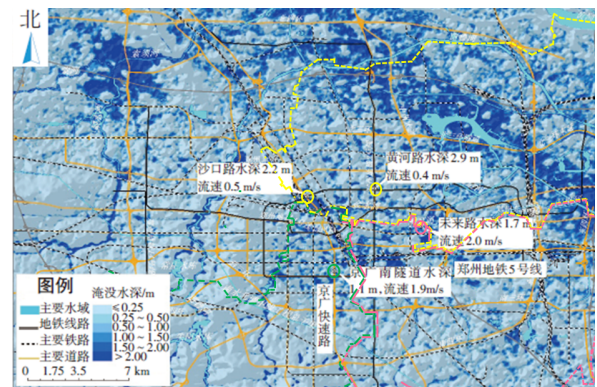 北
沙口路水深2.2 m
流速0.5 m/s
黄河路水深2.9 m
流速0.4 m/s
未来路水深1.7 m
流速2.0 m/s
南隧道水深
1.1 m,流速1.9m/s
郑州地铁5号线
京广快速路
图例
淹没水深/m
主要水域
地铁线路
主要铁路
主要道路
≤0.25
0.25~0.50
0.50~1.00
1.00~1.50
1.50~2.00
>2.00
0 1.75 3.5 7 km